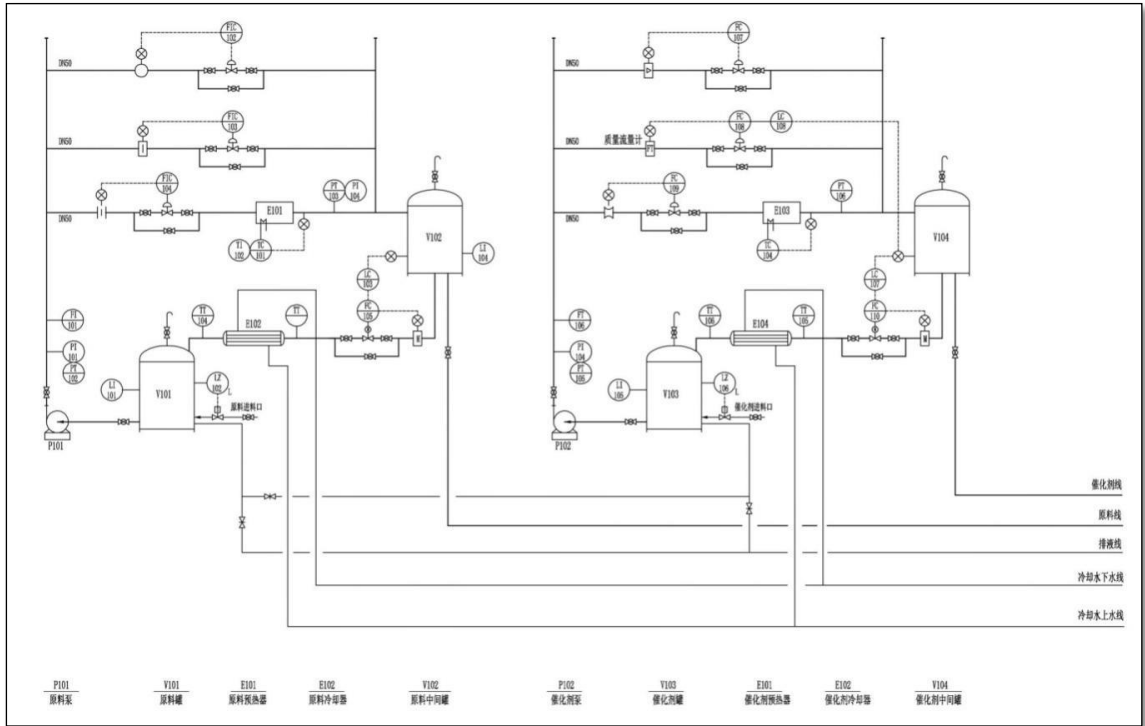 FIC
102
FC
107
DN50
DN50
FIC
103
FC
108
LC
108
质量流量计
DN50
DN50
FIC
104
FC
109
FT
103
PI
104
FT
106
E101
E103
DN50
DN50
V102
V104
TI
102
TC
101
TC
104
LI
104
LC
103
LC
107
FC
105
FC
110
TT
104
E102
TT
TT
106
E104
TT
105
M
M
PI
101
PT
106
PI
101
PT
102
PI
104
PT
105
LI
101
V101
LZ
102
L
原料进料口
LI
105
V103
LZ
106
L
催化剂进料口
P101
P102
催化剂线
原料线
排液线
冷却水下水线
冷却水上水线
P101
原料泵
V101
原料罐
E101
原料预热器
E102
原料冷却器
V102
原料中间罐
P102
催化剂泵
V103
催化剂罐
E101
催化剂预热器
E102
催化剂冷却器
V104
催化剂中间罐